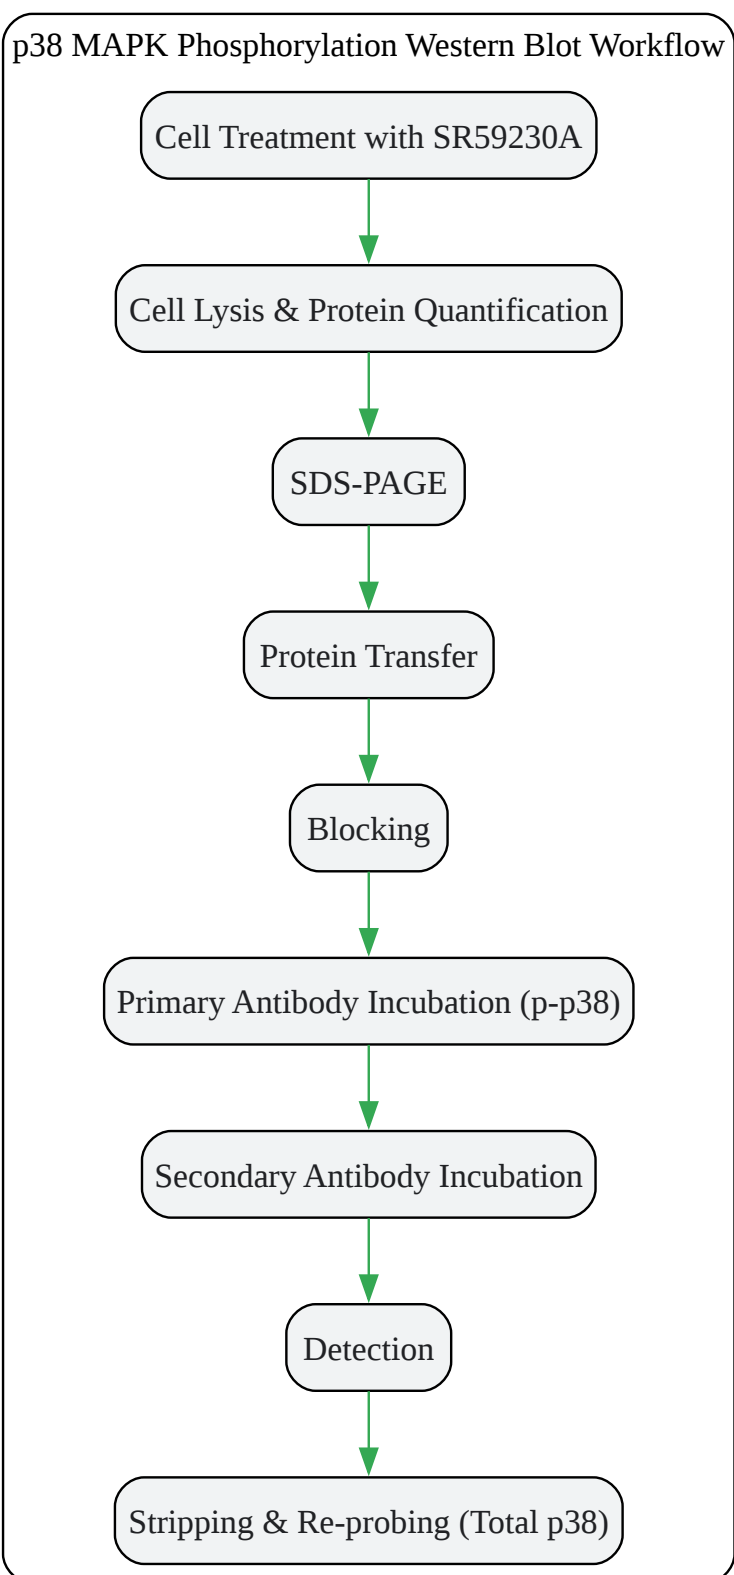 p38 MAPK Phosphorylation Western Blot Workflow
Cell Treatment with SR59230A
Cell Lysis & Protein Quantification
SDS-PAGE
Protein Transfer
Blocking
Primary Antibody Incubation (p-p38)
Secondary Antibody Incubation
Detection
Stripping & Re-probing (Total p38)